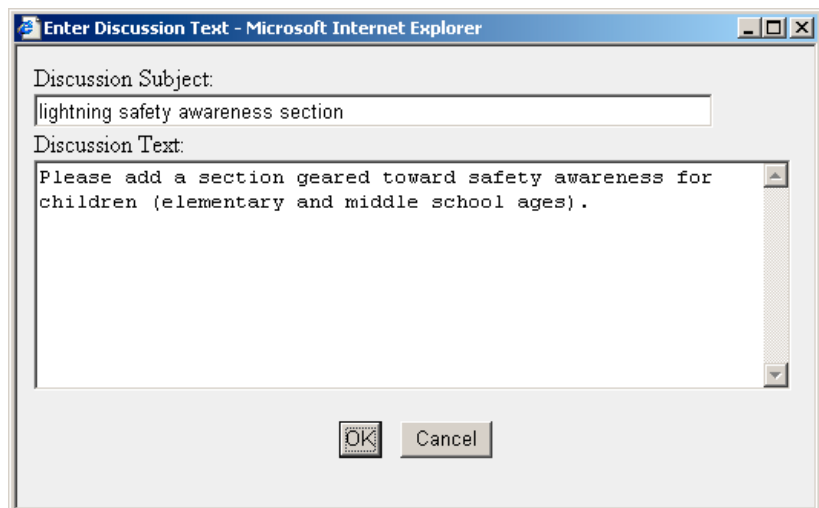 Enter Discussion Text - Microsoft Internet Explorer
Discussion Subject:
lightning safety awareness section
Discussion Text:
Please add a section geared toward safety awareness for
children (elementary and middle school ages).
OK Cancel